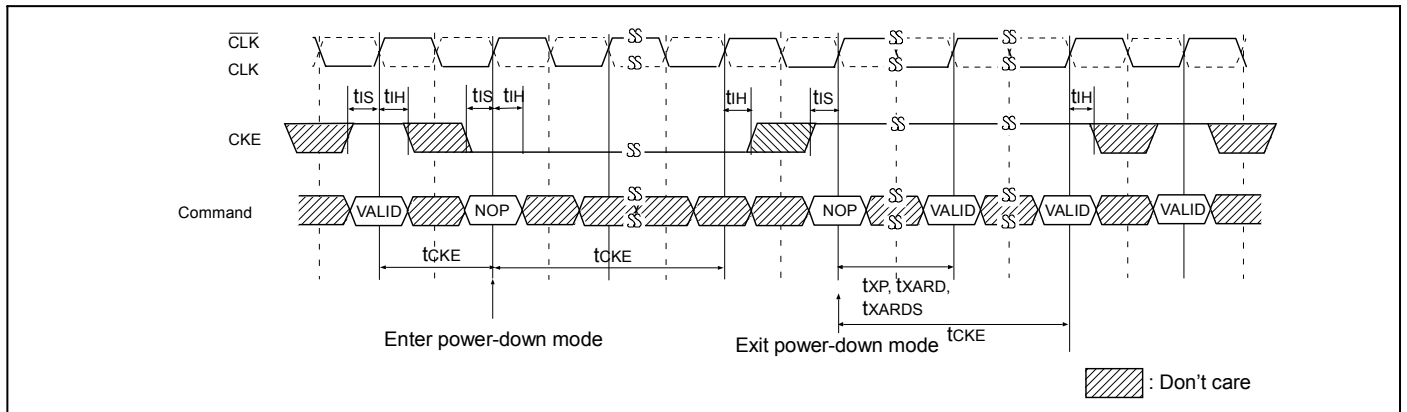 CLK
CLK
tIS tIH tIS tIH tIH tIS tIH
CKE
Command
VALID NOP NOP VALID VALID VALID
tCKE tCKE
tXP, tXARD,
tXARDS
tCKE
Enter power-down mode
Exit power-down mode
: Don't care